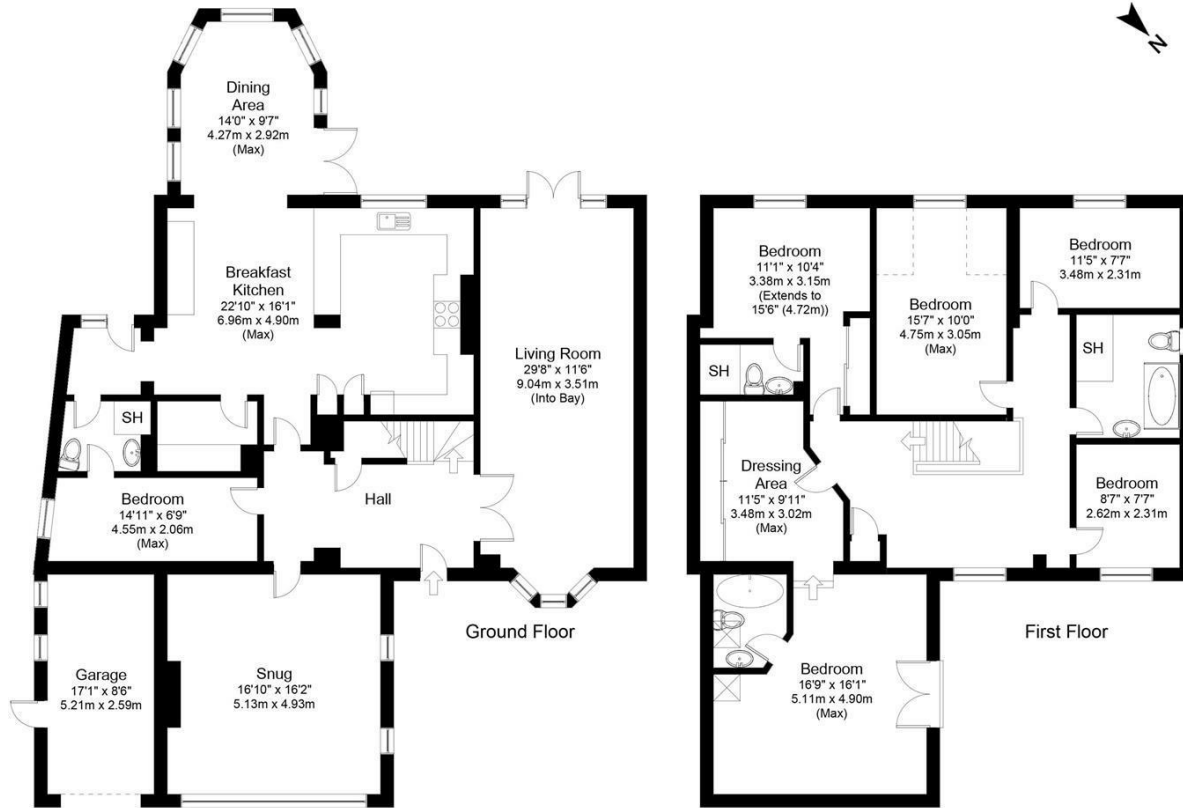 N
Dining
Area
14'0" x 9'7"
4.27m x 2.92m
(Max)
Breakfast
Kitchen
22'10" x 16'1"
6.96m x 4.90m
(Max)
Living Room
29'8" x 11'6"
9.04m x 3.51m
(Into Bay)
SH
Bedroom
14'11" x 6'9"
4.55m x 2.06m
(Max)
Hall
Garage
17'1" x 8'6"
5.21m x 2.59m
Snug
16'10" x 16'2"
5.13m x 4.93m
Ground Floor
Bedroom
11'1" x 10'4"
3.38m x 3.15m
(Extends to
15'6" (4.72m))
Bedroom
15'7" x 10'0"
4.75m x 3.05m
(Max)
Bedroom
11'5" x 7'7"
3.48m x 2.31m
SH
SH
Dressing
Area
11'5" x 9'11"
3.48m x 3.02m
(Max)
Bedroom
8'7" x 7'7"
2.62m x 2.31m
Bedroom
16'9" x 16'1"
5.11m x 4.90m
(Max)
First Floor